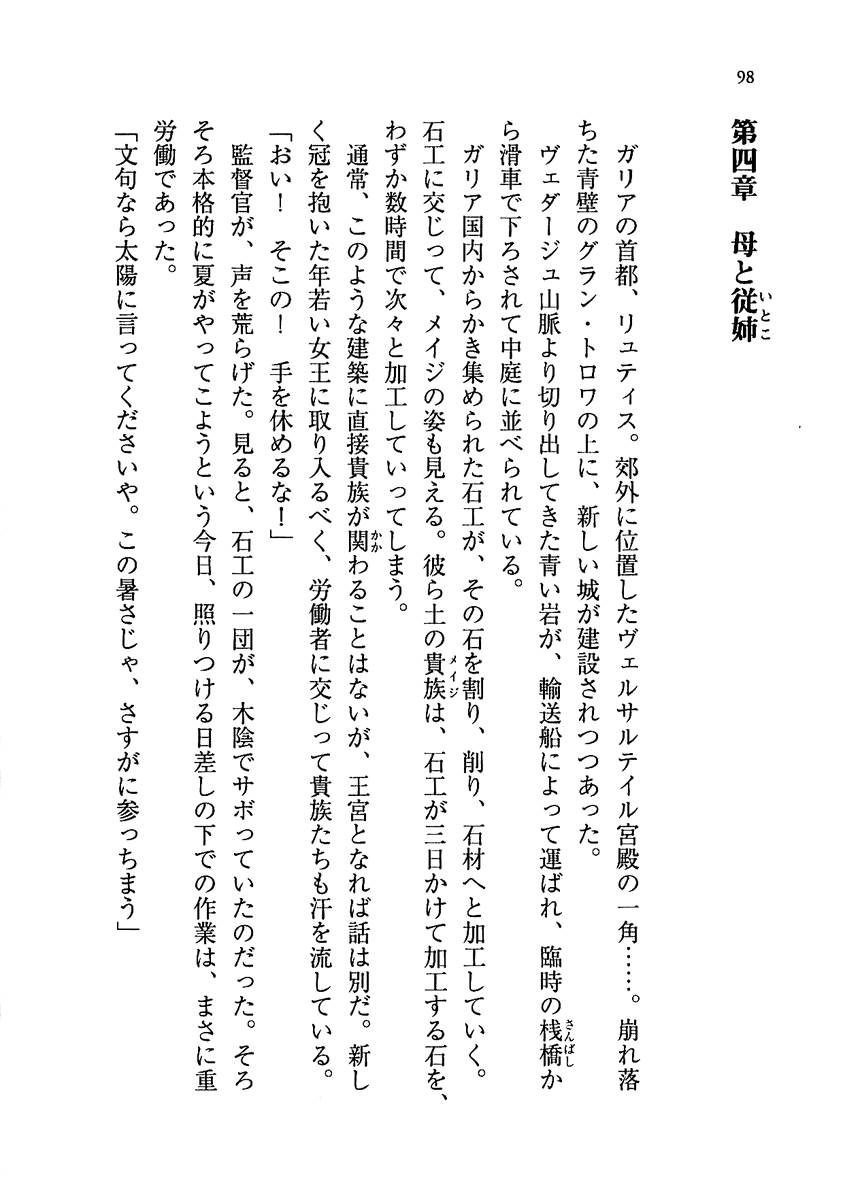 98
第四章　母と従姉
いとこ
　ガリアの首都、リュティス。郊外に位置したヴェルサルテイル宮殿の一角……。崩れ落
ちた青壁のグラン・トロワの上に、新しい城が建設されつつあった。
　ヴェダージュ山脈より切り出してきた青い岩が、輸送船によって運ばれ、臨時の桟橋か
さんばし
ら滑車で下ろされて中庭に並べられている。
　ガリア国内からかき集められた石工が、その石を割り、削り、石材へと加工していく。
石工に交じって、メイジの姿も見える。彼ら土の貴族は、石工が三日かけて加工する石を、
メイジ
わずか数時間で次々と加工していってしまう。
　通常、このような建築に直接貴族が関わることはないが、王宮となれば話は別だ。新し
かか
く冠を抱いた年若い女王に取り入るべく、労働者に交じって貴族たちも汗を流している。
「おい！　そこの！　手を休めるな！」
　監督官が、声を荒らげた。見ると、石工の一団が、木陰でサボっていたのだった。そろ
そろ本格的に夏がやってこようという今日、照りつける日差しの下での作業は、まさに重
労働であった。
「文句なら太陽に言ってくださいや。この暑さじゃ、さすがに参っちまう」